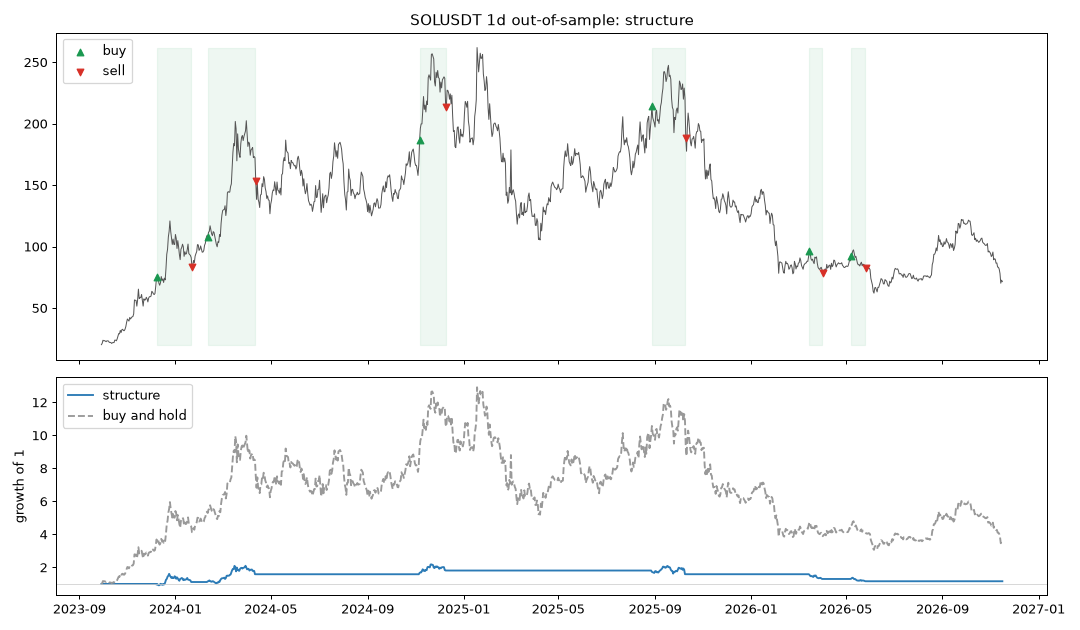 SOLUSDT 1d out-of-sample: structure
buy
sell
250
200
150
100
50
structure
buy and hold
growth of 1
12
10
8
6
4
2
2023-09 2024-01 2024-05 2024-09 2025-01 2025-05 2025-09 2026-01 2026-05 2026-09 2027-01